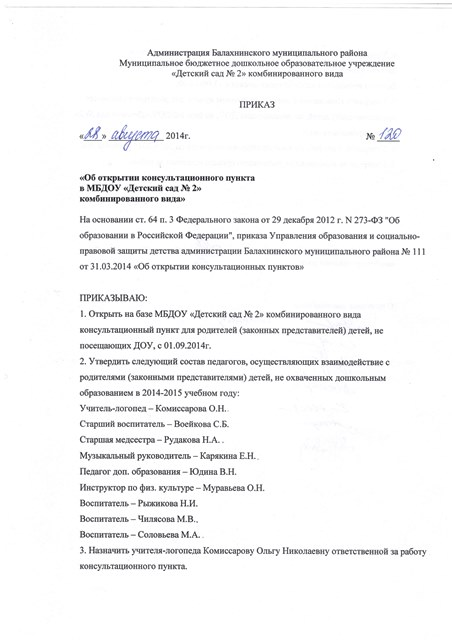 Администрация Балахнинского муниципального района
Муниципальное бюджетное дошкольное образовательное учреждение
«Детский сад № 2» комбинированного вида
ПРИКАЗ
«28» августа 2014г. № 120
«Об открытии консультационного пункта
в МБДОУ «Детский сад № 2»
комбинированного вида»
На основании ст. 64 п. 3 Федерального закона от 29 декабря 2012 г. N 273-ФЗ "Об
образовании в Российской Федерации", приказа Управления образования и социально-
правовой защиты детства администрации Балахнинского муниципального района № 111
от 31.03.2014 «Об открытии консультационных пунктов»
ПРИКАЗЫВАЮ:
1. Открыть на базе МБДОУ «Детский сад № 2» комбинированного вида
консультационный пункт для родителей (законных представителей) детей, не
посещающих ДОУ, с 01.09.2014г.
2. Утвердить следующий состав педагогов, осуществляющих взаимодействие с
родителями (законными представителями) детей, не охваченных дошкольным
образованием в 2014-2015 учебном году:
Учитель-логопед – Комиссарова О.Н.
Старший воспитатель – Воейкова С.Б.
Старшая медсестра – Рудакова Н.А. .
Музыкальный руководитель – Карякина Е.Н. .
Педагог доп. образования – Юдина В.Н.
Инструктор по физ. культуре – Муравьева О.Н.
Воспитатель – Рыжикова Н.И.
Воспитатель – Чилясова М.В..
Воспитатель – Соловьева М.А. .
3. Назначить учителя-логопеда Комиссарову Ольгу Николаевну ответственной за работу
консультационного пункта.